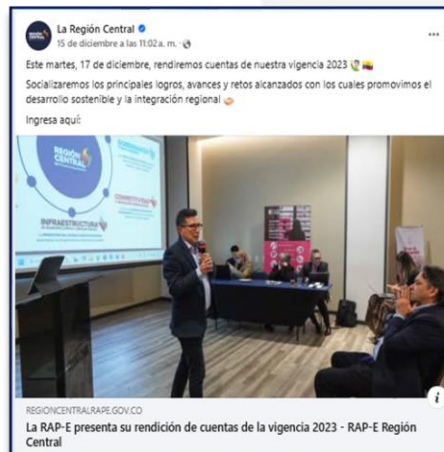 La Región Central
15 de diciembre a las 11:02 a. m. ·
Este martes, 17 de diciembre, rendiremos cuentas de nuestra vigencia 2023
Socializaremos los principales logros, avances y retos alcanzados con los cuales promovimos el
desarrollo sostenible y la integración regional
Ingresa aquí:
REGIÓN
CENTRAL
GOBERNANZA
COMPETITIVIDAD
INFRAESTRUCTURA
REGIONCENTRALRAPE.GOV.CO
La RAP-E presenta su rendición de cuentas de la vigencia 2023 - RAP-E Región
Central